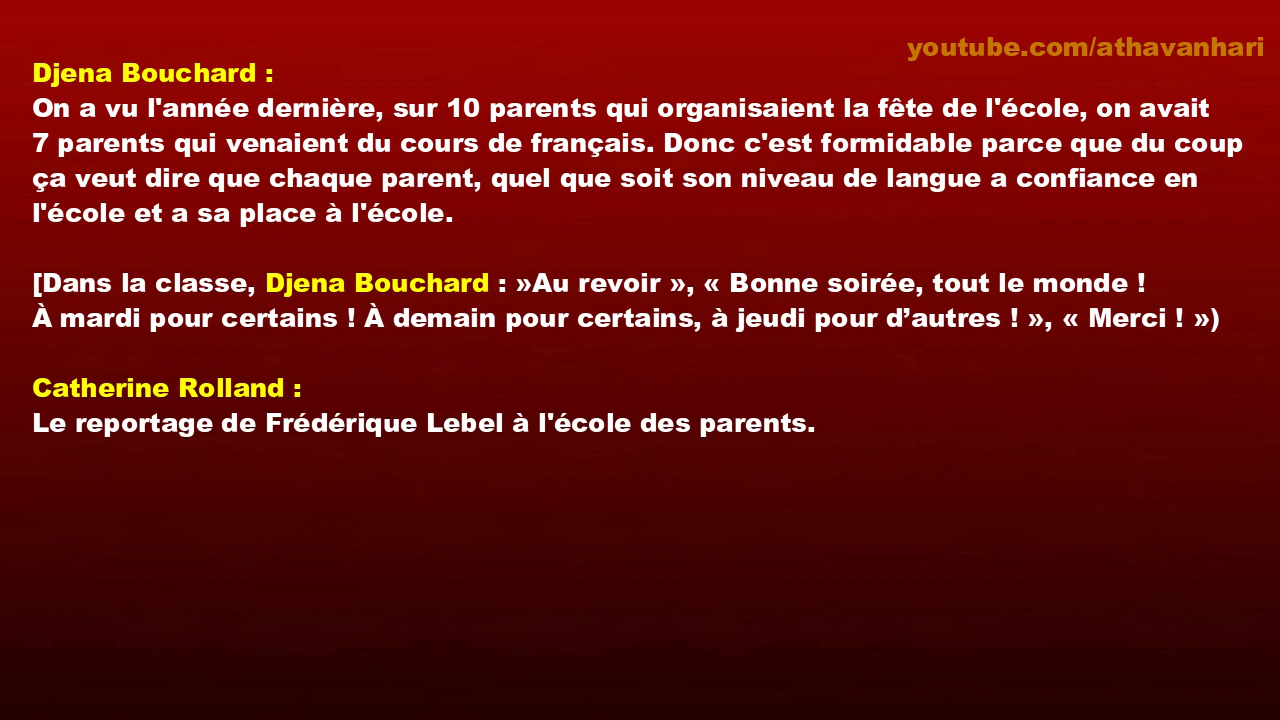 youtube.com/athavanhari
Djena Bouchard :
On a vu l'année dernière, sur 10 parents qui organisaient la fête de l'école, on avait
7 parents qui venaient du cours de français. Donc c'est formidable parce que du coup
ça veut dire que chaque parent, quel que soit son niveau de langue a confiance en
l'école et a sa place à l'école.
[Dans la classe, Djena Bouchard : »Au revoir », « Bonne soirée, tout le monde !
À mardi pour certains ! À demain pour certains, à jeudi pour d’autres ! », « Merci ! »)
Catherine Rolland :
Le reportage de Frédérique Lebel à l'école des parents.